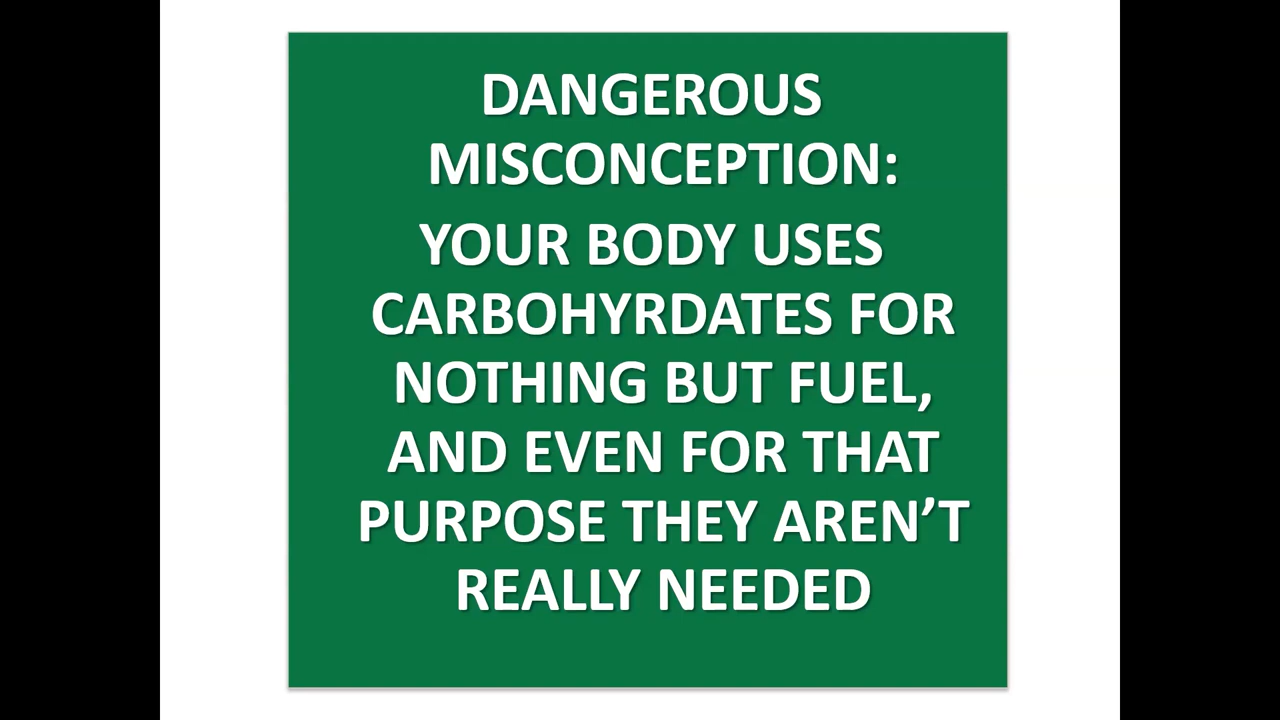 DANGEROUS
MISCONCEPTION:
YOUR BODY USES
CARBOHYRDATES FOR
NOTHING BUT FUEL,
AND EVEN FOR THAT
PURPOSE THEY AREN’T
REALLY NEEDED